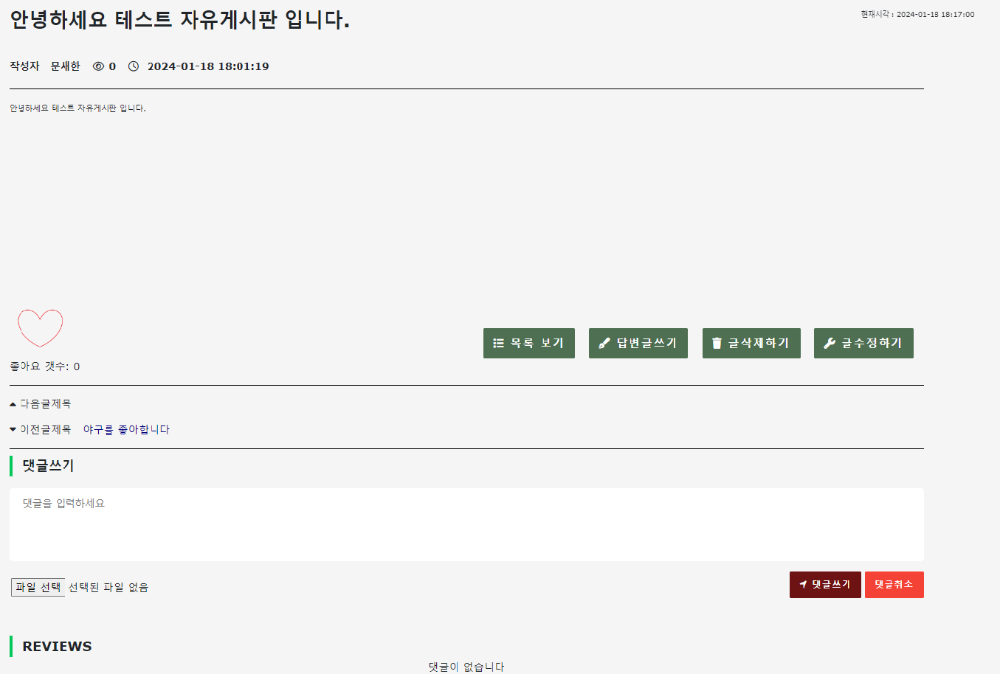 안녕하세요 테스트 자유게시판 입니다.
현재시각 : 2024-01-18 18:17:00
작성자 문새한 0 2024-01-18 18:01:19
안녕하세요 테스트 자유게시판 입니다.
목록 보기 답변글쓰기 글삭제하기 글수정하기
좋아요 갯수: 0
다음글제목
이전글제목 야구를 좋아합니다
댓글쓰기
댓글을 입력하세요
파일 선택 선택된 파일 없음 댓글쓰기 댓글취소
REVIEWS
댓글이 없습니다